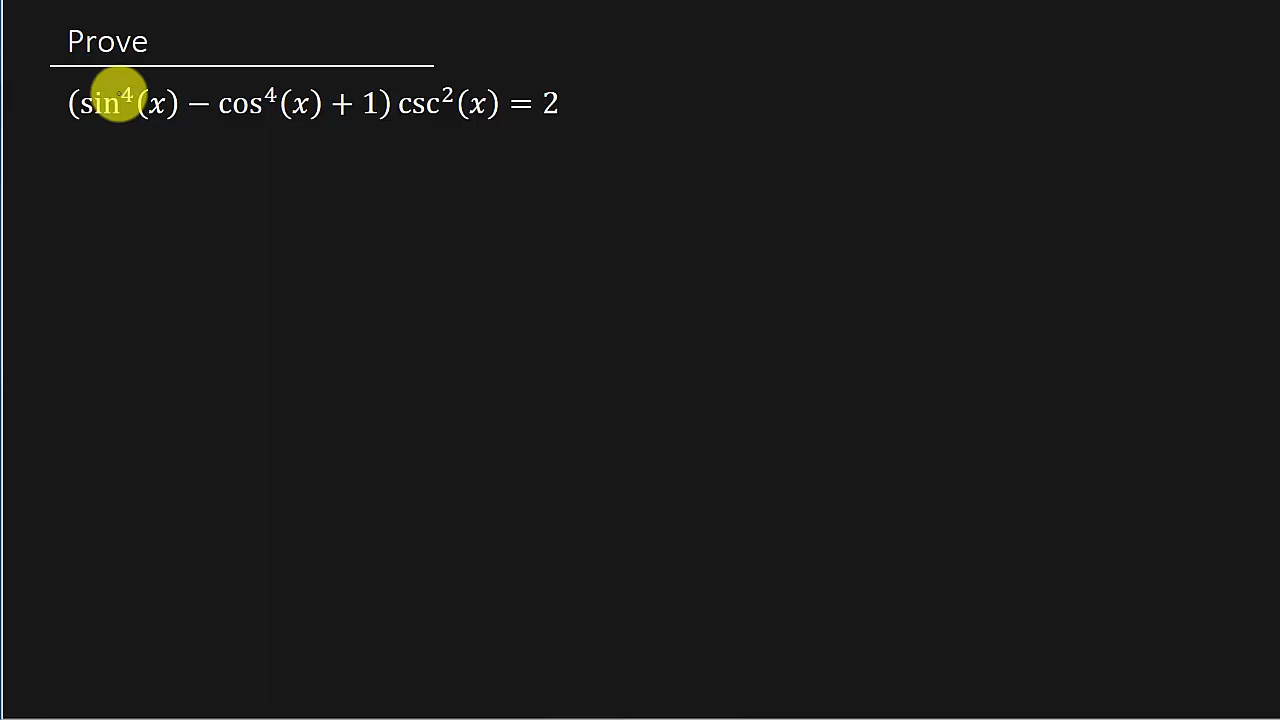 Prove
(sin⁴(x) − cos⁴(x) + 1) csc²(x) = 2